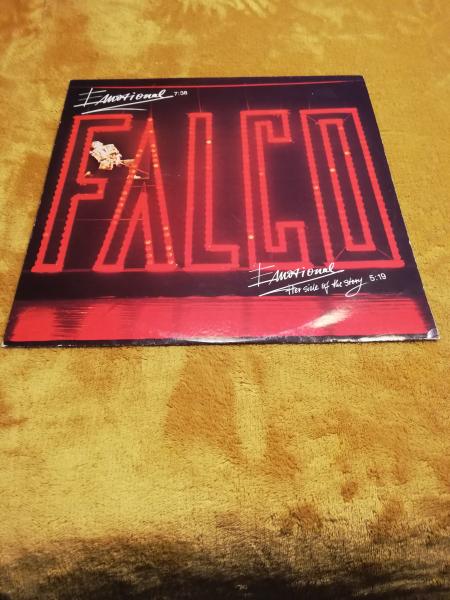 Emotional 7:38
FALCO
Emotional
Her side of the story 5:19